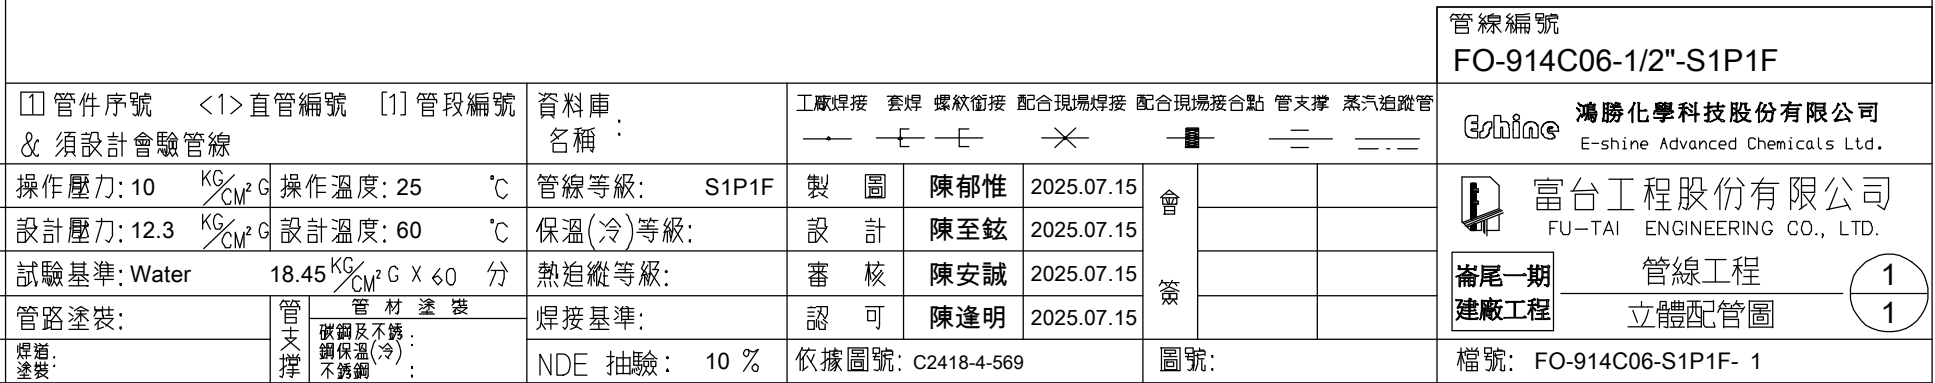 管線編號
FO-914C06-1/2"-S1P1F
1 管件序號 <1>直管編號 [1] 管段編號
& 須設計會驗管線
資料庫
名稱 :
工廠焊接 套焊 螺紋銜接 配合現場焊接 配合現場接合點 管支撐 蒸汽追蹤管
Eshine 鴻勝化學科技股份有限公司
E-shine Advanced Chemicals Ltd.
操作壓力: 10 KG/CM² G 操作溫度: 25 °C 管線等級: S1P1F 製 圖 陳郁惟 2025.07.15
設計壓力: 12.3 KG/CM² G 設計溫度: 60 °C 保溫(冷)等級: 設 計 陳至鉉 2025.07.15
會
簽
富台工程股份有限公司
FU-TAI ENGINEERING CO., LTD.
試驗基準: Water 18.45 KG/CM² G X 60 分 熱追縱等級: 審 核 陳安誠 2025.07.15
管路塗裝: 管支撐 管材塗裝 焊接基準: 認 可 陳逢明 2025.07.15
碳鋼及不銹
鋼保溫(冷) :
不銹鋼 :
崙尾一期
建廠工程
管線工程
立體配管圖
1
1
焊道
塗裝:
NDE 抽驗: 10 % 依據圖號: C2418-4-569 圖號: 檔號: FO-914C06-S1P1F- 1